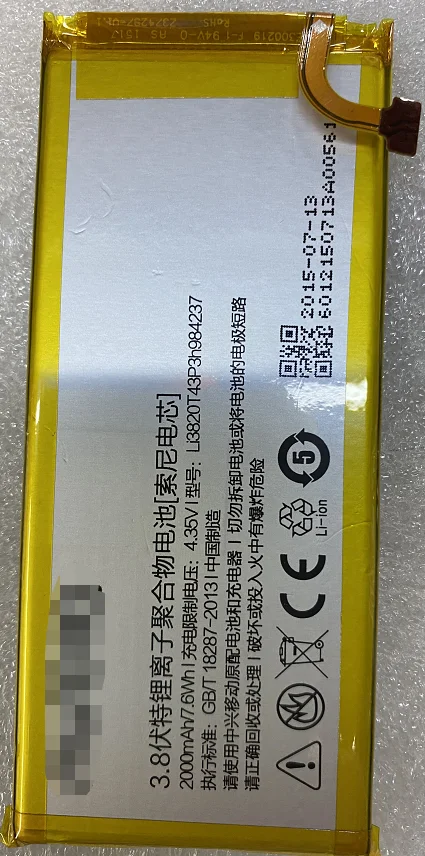 3.8伏特锂离子聚合物电池[索尼电芯]
2000mAh/7.6Wh | 充电限制电压：4.35V | 型号：Li3820T43P3h984237
执行标准：GB/T 18287-2013 | 中国制造
请使用中兴移动原配电池和充电器 | 切勿拆卸电池或将电池的电极短路
请正确回收或处理 | 破坏或投入火中有爆炸危险
CE
5
Li-ion
2015-07-13
6012150713A00561
94V-0